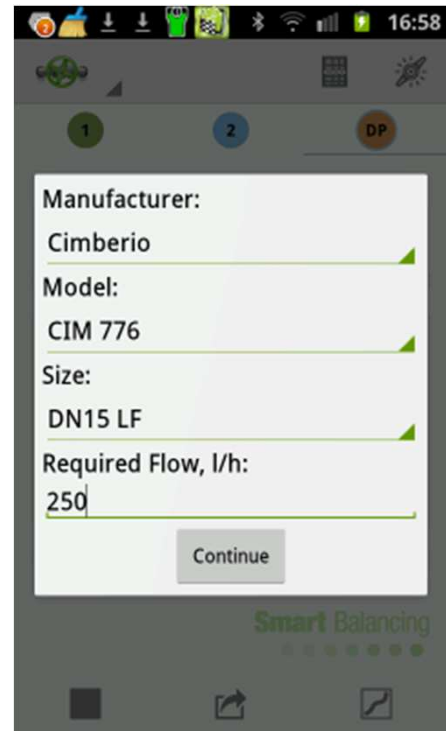 2
16:58
1
2
DP
Manufacturer:
Cimberio
Model:
CIM 776
Size:
DN15 LF
Required Flow, l/h:
250
Continue
Smart Balancing